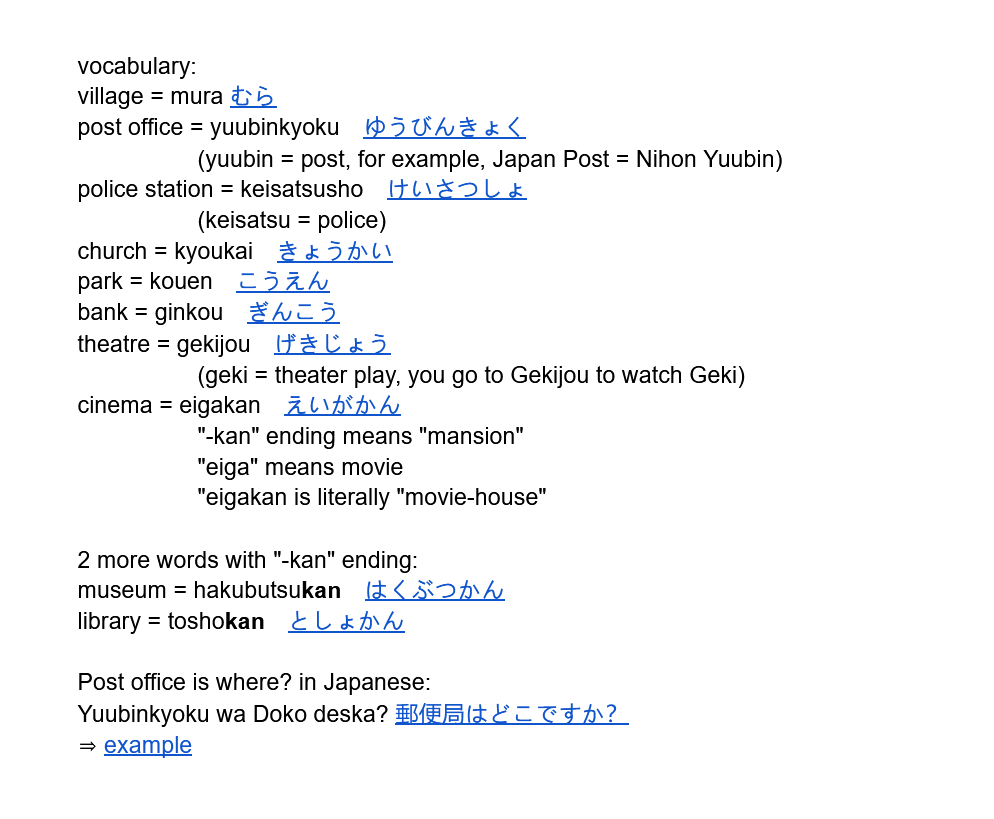 vocabulary:
village = mura むら
post office = yuubinkyoku ゆうびんきょく
(yuubin = post, for example, Japan Post = Nihon Yuubin)
police station = keisatsusho けいさつしょ
(keisatsu = police)
church = kyoukai きょうかい
park = kouen こうえん
bank = ginkou ぎんこう
theatre = gekijou げきじょう
(geki = theater play, you go to Gekijou to watch Geki)
cinema = eigakan えいがかん
"-kan" ending means "mansion"
"eiga" means movie
"eigakan is literally "movie-house"
2 more words with "-kan" ending:
museum = hakubutsukan はくぶつかん
library = toshokan としょかん
Post office is where? in Japanese:
Yuubinkyoku wa Doko deska? 郵便局はどこですか？
⇒ example